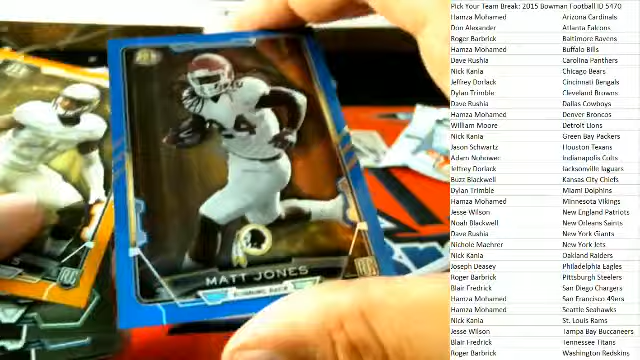 Pick Your Team Break: 2015 Bowman Football ID 5470
Hamza Mohamed Arizona Cardinals
Don Alexander Atlanta Falcons
Roger Barbrick Baltimore Ravens
Hamza Mohamed Buffalo Bills
Dave Rushia Carolina Panthers
Nick Kania Chicago Bears
Jeffrey Dorlack Cincinnati Bengals
Dylan Trimble Cleveland Browns
Dave Rushia Dallas Cowboys
Hamza Mohamed Denver Broncos
William Moore Detroit Lions
Nick Kania Green Bay Packers
Jason Schwartz Houston Texans
Adam Nohowec Indianapolis Colts
Jeffrey Dorlack Jacksonville Jaguars
Buzz Blackwell Kansas City Chiefs
Dylan Trimble Miami Dolphins
Hamza Mohamed Minnesota Vikings
Jesse Wilson New England Patriots
Noah Blackwell New Orleans Saints
Dave Rushia New York Giants
Nichole Maehrer New York Jets
Nick Kania Oakland Raiders
Joseph Deasey Philadelphia Eagles
Roger Barbrick Pittsburgh Steelers
Blair Fredrick San Diego Chargers
Hamza Mohamed San Francisco 49ers
Hamza Mohamed Seattle Seahawks
Nick Kania St. Louis Rams
Jesse Wilson Tampa Bay Buccaneers
Blair Fredrick Tennessee Titans
Roger Barbrick Washington Redskins
24
MATT JONES
RUNNING BACK